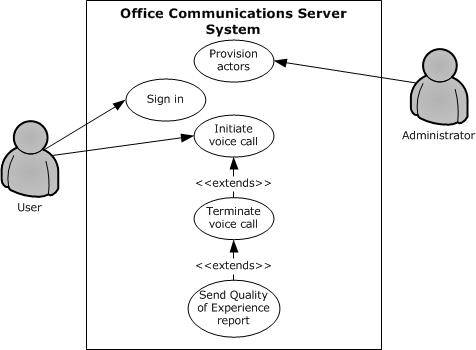 Office Communications Server
System
Provision
actors
Sign in
Administrator
Initiate
voice call
<<extends>>
User
Terminate
voice call
<<extends>>
Send Quality
of Experience
report